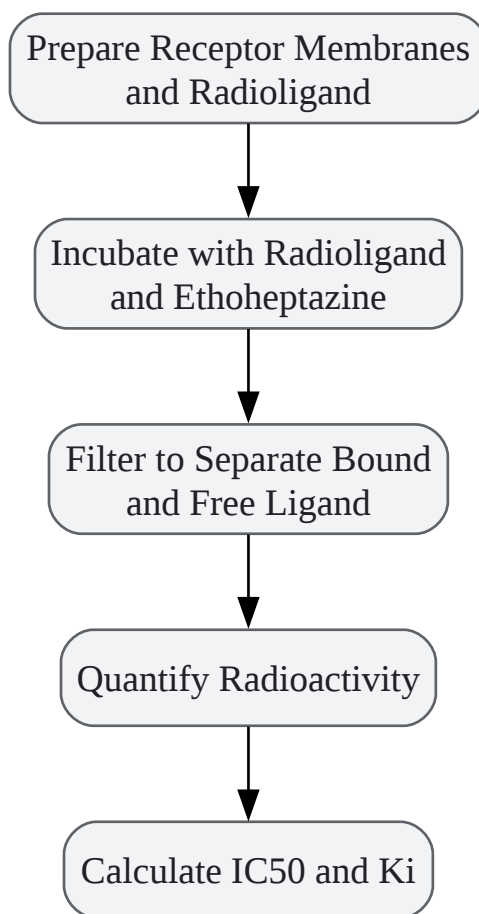 Prepare Receptor Membranes
and Radioligand
Incubate with Radioligand
and Ethoheptazine
Filter to Separate Bound
and Free Ligand
Quantify Radioactivity
Calculate IC50 and Ki